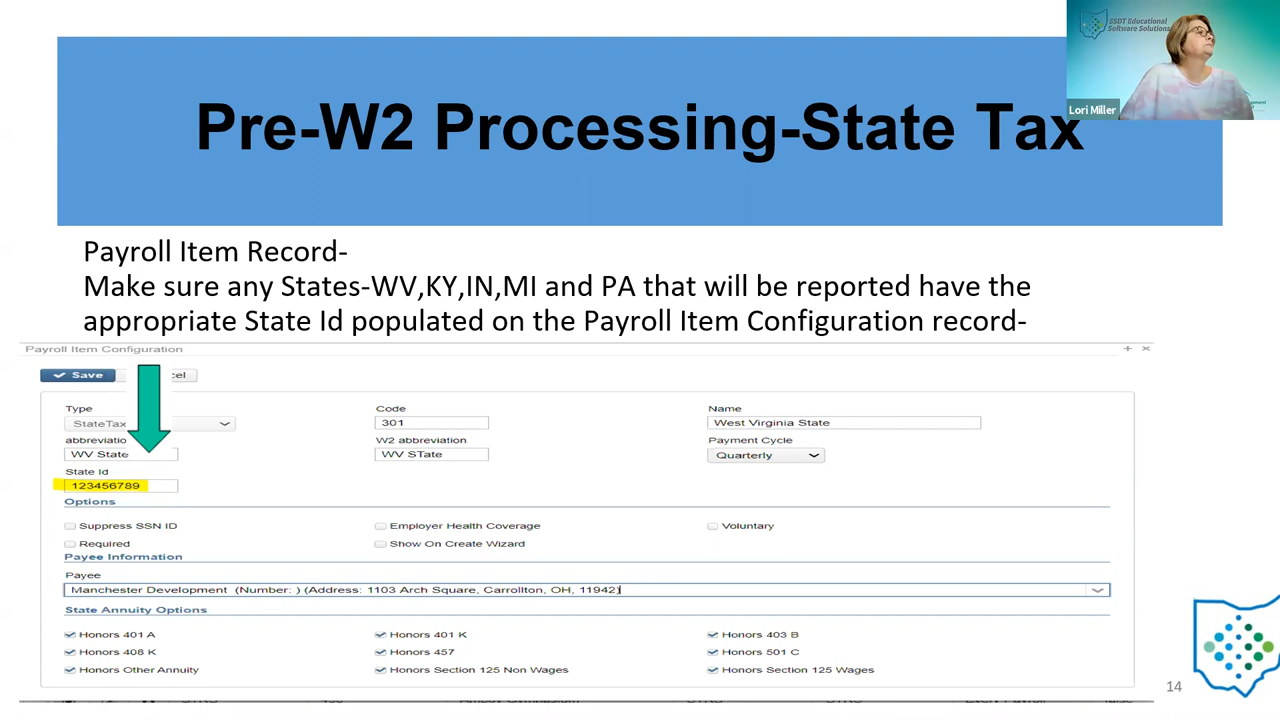 SSDT Educational
Software Solutions
Lori Miller
Pre-W2 Processing-State Tax
Payroll Item Record-
Make sure any States-WV,KY,IN,MI and PA that will be reported have the
appropriate State Id populated on the Payroll Item Configuration record-
Payroll Item Configuration
Save
cel
Type
Code
Name
StateTax
301
West Virginia State
abbreviatio
W2 abbreviation
Payment Cycle
WV State
WV STate
Quarterly
State Id
123456789
Options
Suppress SSN ID
Employer Health Coverage
Voluntary
Required
Show On Create Wizard
Payee Information
Payee
Manchester Development (Number: ) (Address: 1103 Arch Square, Carrollton, OH, 11942)
State Annuity Options
Honors 401 A
Honors 401 K
Honors 403 B
Honors 408 K
Honors 457
Honors 501 C
Honors Other Annuity
Honors Section 125 Non Wages
Honors Section 125 Wages
14